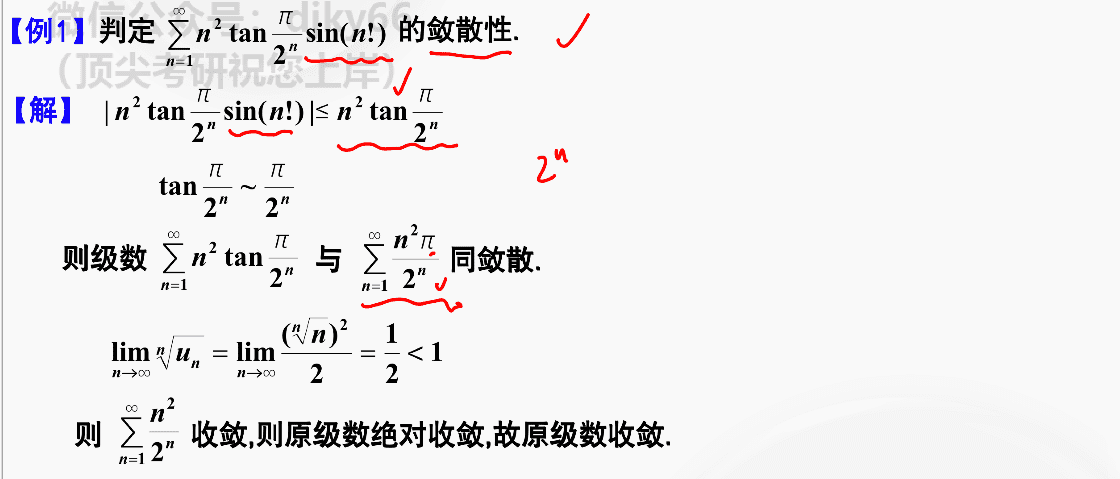 微信公众号：djky66
（顶尖考研祝您上岸）
【例1】判定 $\sum_{n=1}^{\infty} n^2 \tan\frac{\pi}{2^n}\sin(n!)$ 的敛散性.
【解】 $|n^2 \tan\frac{\pi}{2^n}\sin(n!)| \le n^2 \tan\frac{\pi}{2^n}$
$2^n$
$\tan\frac{\pi}{2^n} \sim \frac{\pi}{2^n}$
则级数 $\sum_{n=1}^{\infty} n^2 \tan\frac{\pi}{2^n}$ 与 $\sum_{n=1}^{\infty} \frac{n^2\pi}{2^n}$ 同敛散.
$\lim_{n\to\infty} \sqrt[n]{u_n} = \lim_{n\to\infty} \frac{(\sqrt[n]{n})^2}{2} = \frac{1}{2} < 1$
则 $\sum_{n=1}^{\infty} \frac{n^2}{2^n}$ 收敛,则原级数绝对收敛,故原级数收敛.